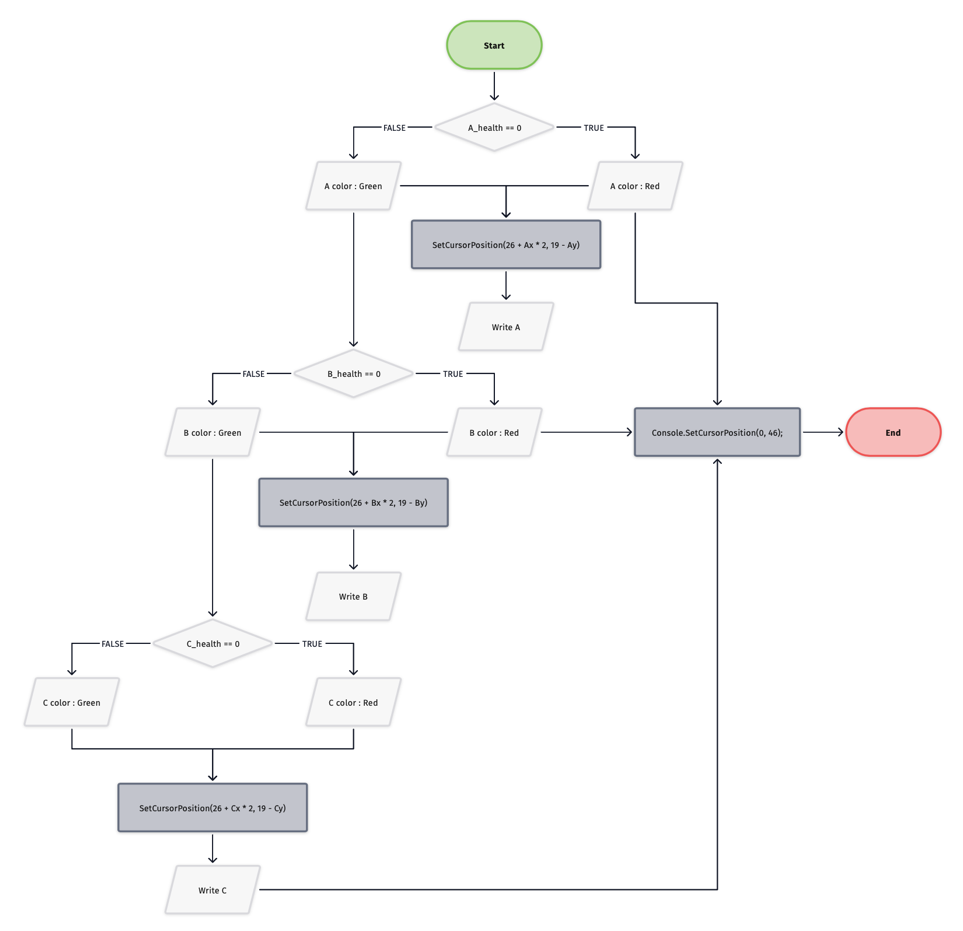 Start
A_health == 0
FALSE
TRUE
A color : Green
A color : Red
SetCursorPosition(26 + Ax * 2, 19 - Ay)
Write A
B_health == 0
FALSE
TRUE
B color : Green
B color : Red
Console.SetCursorPosition(0, 46);
End
SetCursorPosition(26 + Bx * 2, 19 - By)
Write B
C_health == 0
FALSE
TRUE
C color : Green
C color : Red
SetCursorPosition(26 + Cx * 2, 19 - Cy)
Write C